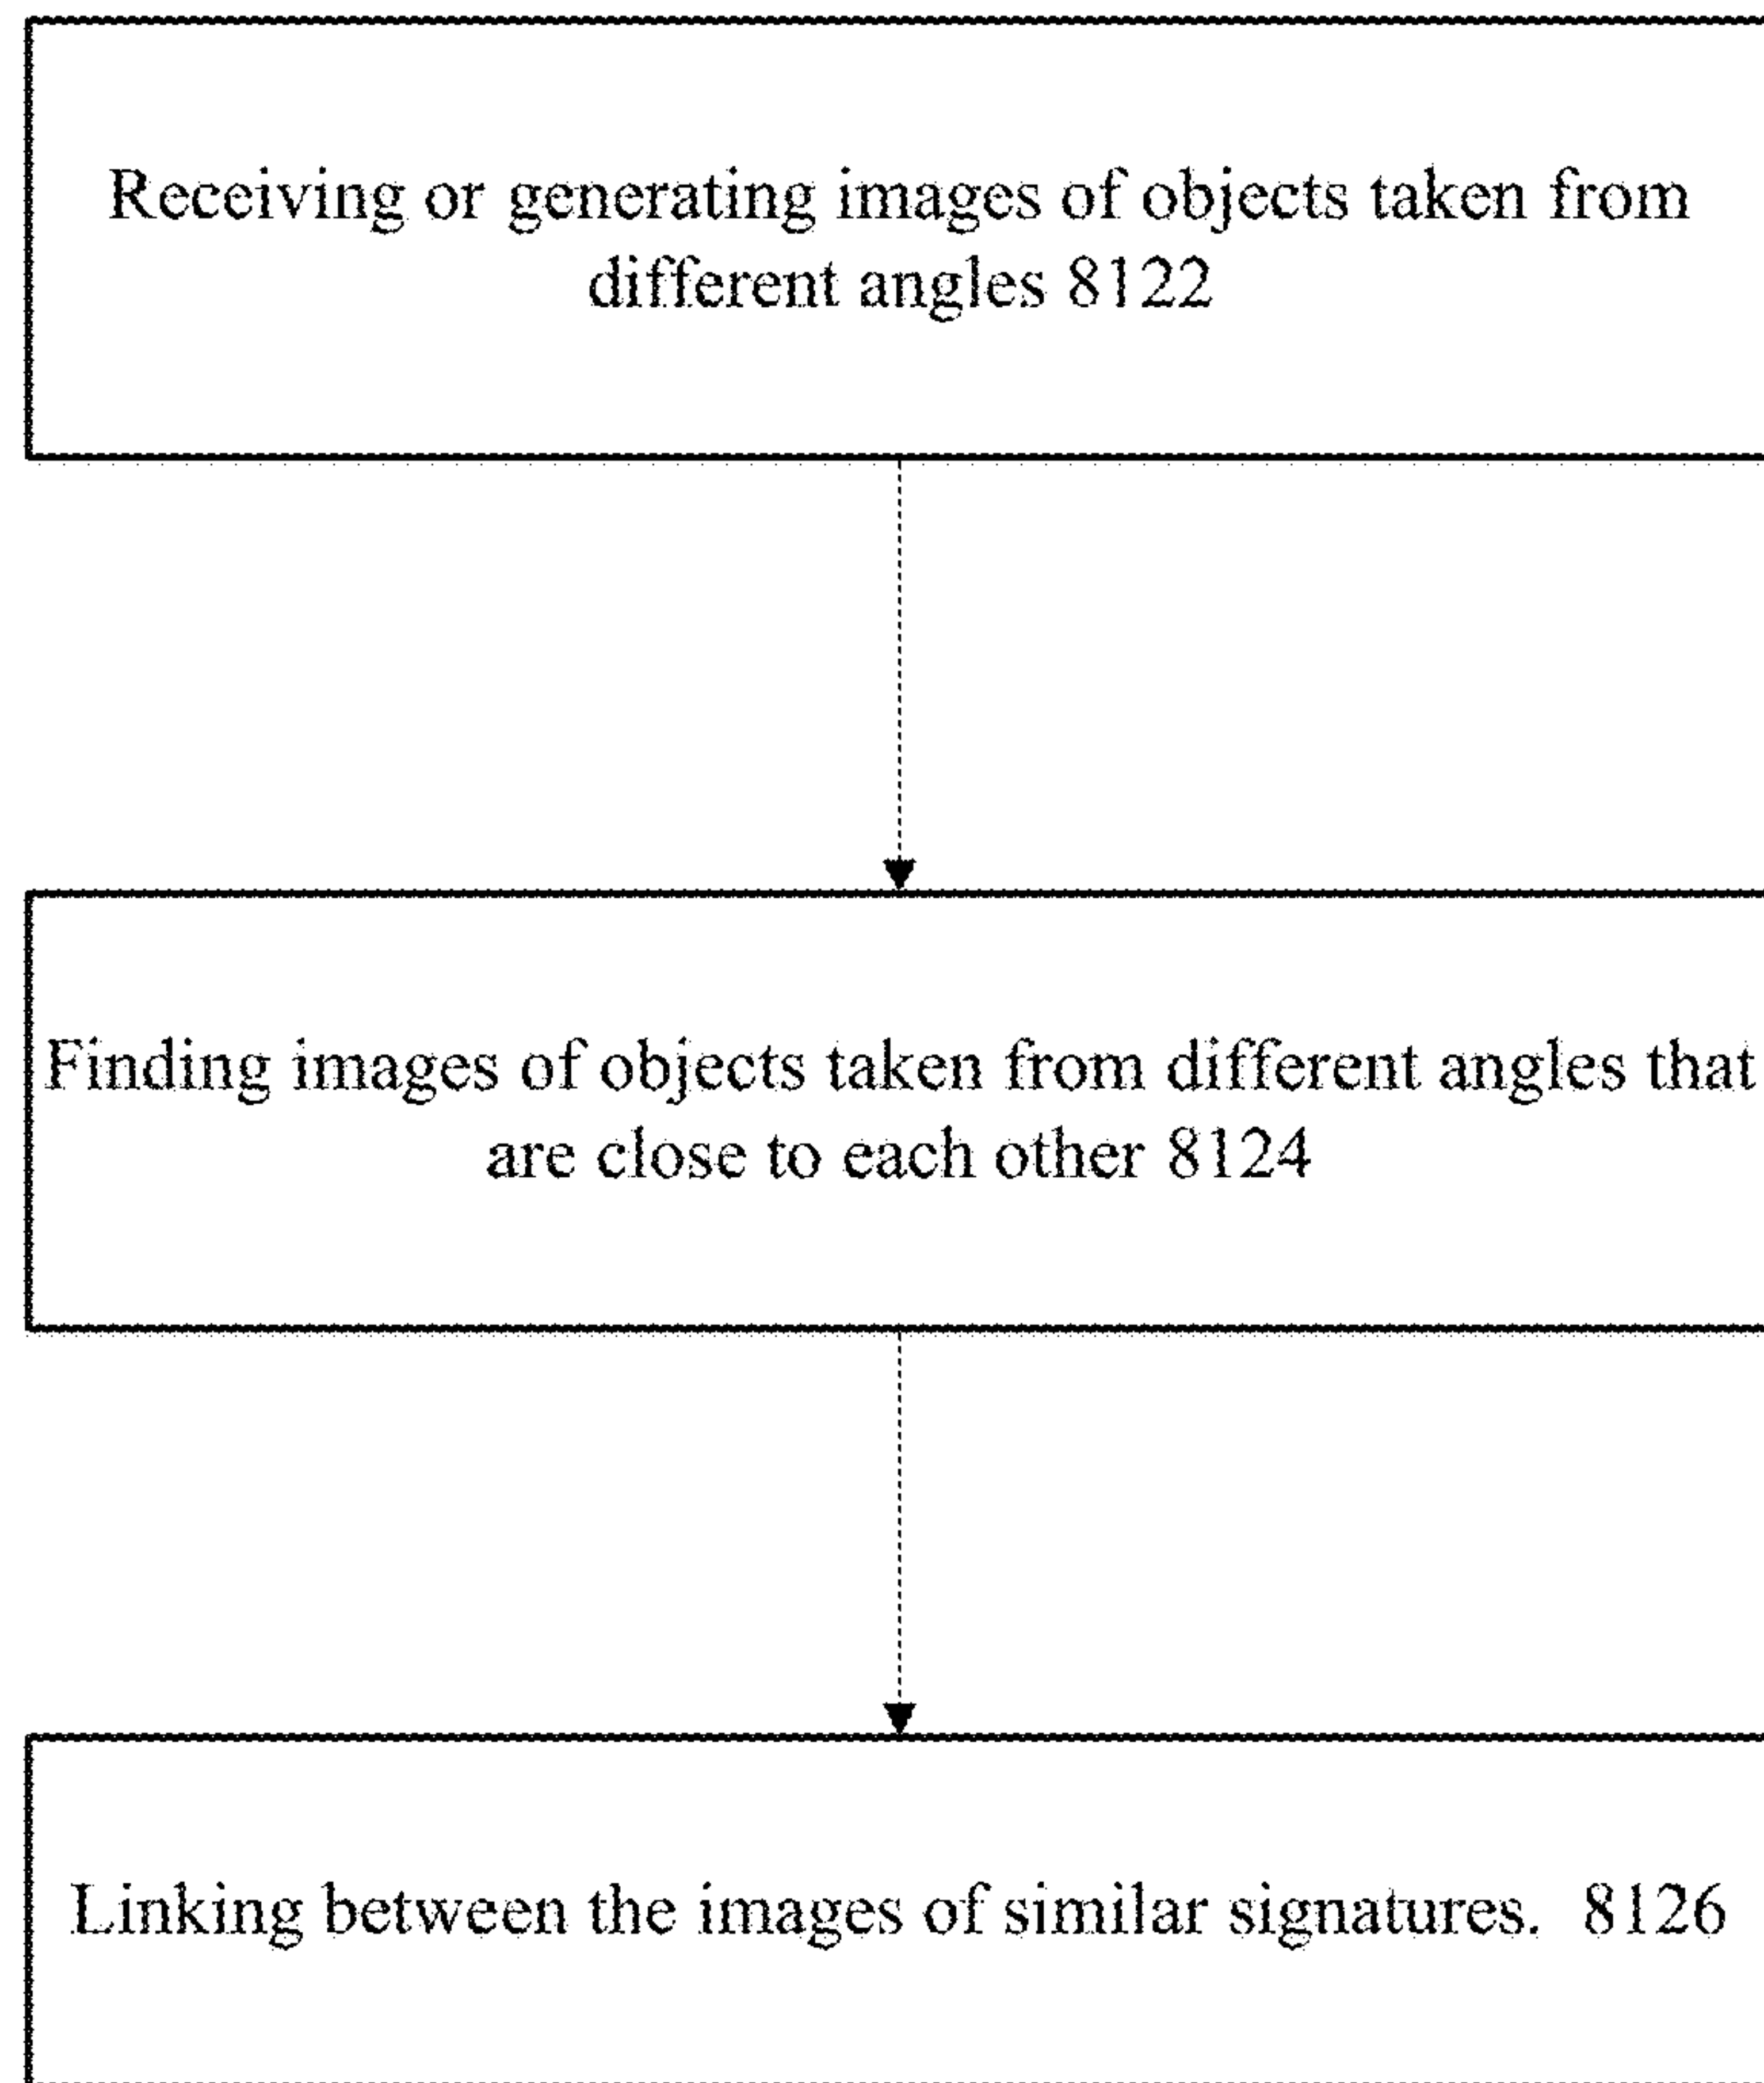 Receiving or generating images of objects taken from
different angles 8122
Finding images of objects taken from different angles that
are close to each other 8124
Linking between the images of similar signatures.  8126